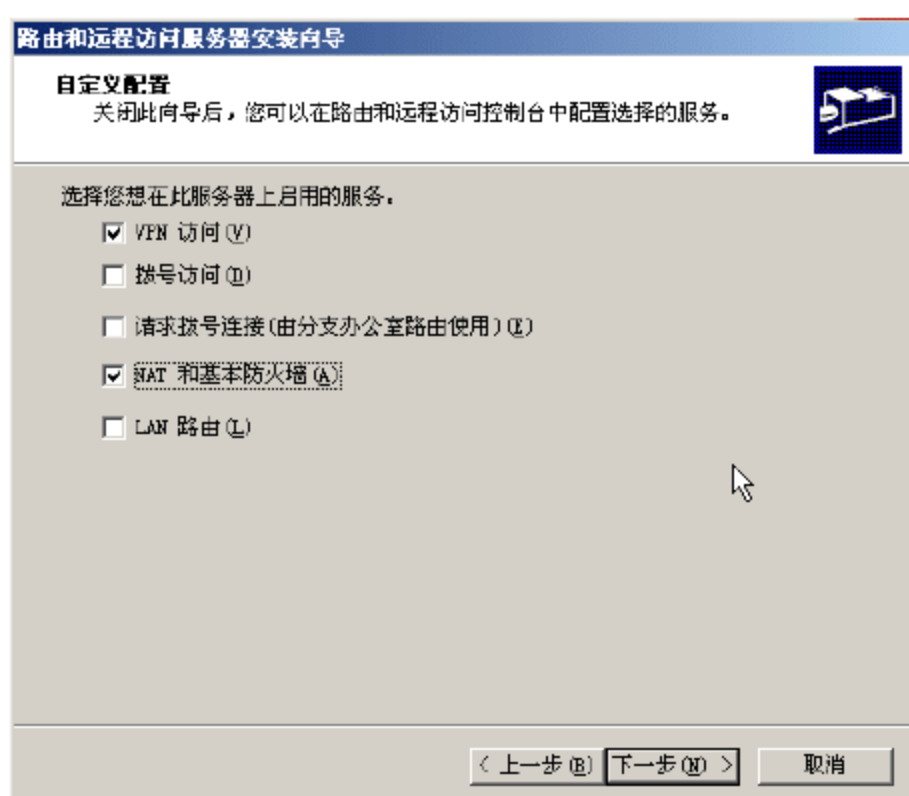 路由和远程访问服务器安装向导
自定义配置
关闭此向导后，您可以在路由和远程访问控制台中配置选择的服务。
选择您想在此服务器上启用的服务。
VPN 访问(V)
拨号访问(D)
请求拨号连接(由分支办公室路由使用)(E)
NAT 和基本防火墙(A)
LAN 路由(L)
< 上一步(B) 下一步(N) > 取消